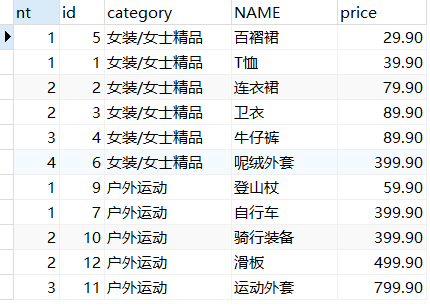 nt id category NAME price
1 5 女装/女士精品 百褶裙 29.90
1 1 女装/女士精品 T恤 39.90
2 2 女装/女士精品 连衣裙 79.90
2 3 女装/女士精品 卫衣 89.90
3 4 女装/女士精品 牛仔裤 89.90
4 6 女装/女士精品 呢绒外套 399.90
1 9 户外运动 登山杖 59.90
1 7 户外运动 自行车 399.90
2 10 户外运动 骑行装备 399.90
2 12 户外运动 滑板 499.90
3 11 户外运动 运动外套 799.90